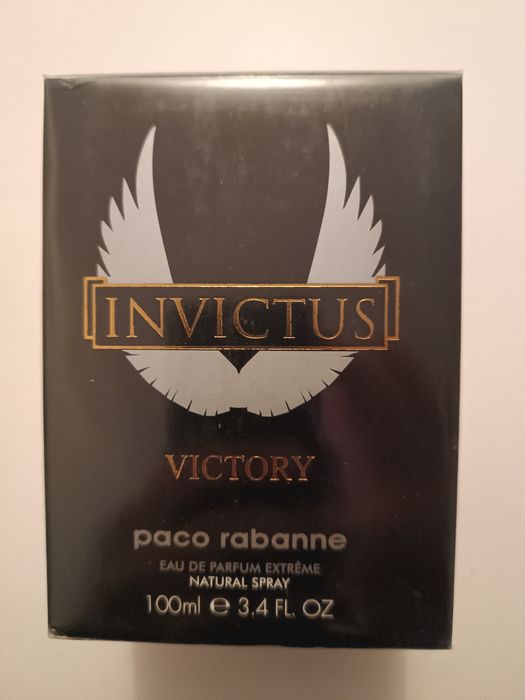 INVICTUS
VICTORY
paco rabanne
EAU DE PARFUM EXTRÊME
NATURAL SPRAY
100ml ℮ 3,4 FL. OZ